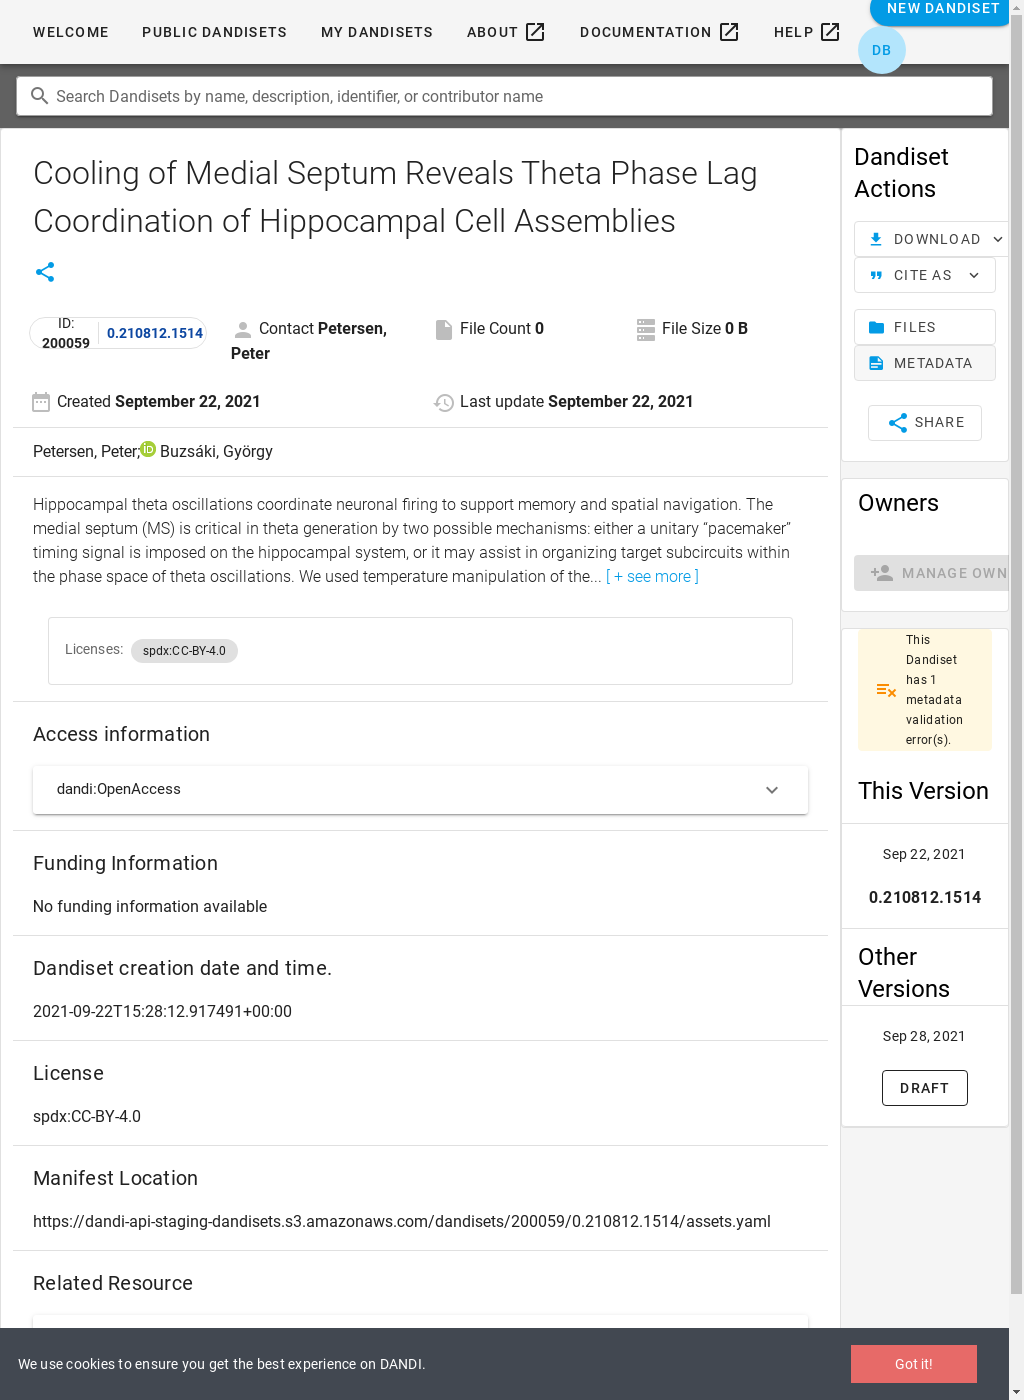 WELCOME
PUBLIC DANDISETS
MY DANDISETS
ABOUT
DOCUMENTATION
HELP
NEW DANDISET
DB
Search Dandisets by name, description, identifier, or contributor name
Cooling of Medial Septum Reveals Theta Phase Lag
Coordination of Hippocampal Cell Assemblies
ID:
200059
0.210812.1514
Contact Petersen,
Peter
File Count 0
File Size 0 B
Created September 22, 2021
Last update September 22, 2021
Petersen, Peter; iD Buzsáki, György
Hippocampal theta oscillations coordinate neuronal firing to support memory and spatial navigation. The
medial septum (MS) is critical in theta generation by two possible mechanisms: either a unitary “pacemaker”
timing signal is imposed on the hippocampal system, or it may assist in organizing target subcircuits within
the phase space of theta oscillations. We used temperature manipulation of the... [ + see more ]
Licenses: spdx:CC-BY-4.0
Access information
dandi:OpenAccess
Funding Information
No funding information available
Dandiset creation date and time.
2021-09-22T15:28:12.917491+00:00
License
spdx:CC-BY-4.0
Manifest Location
https://dandi-api-staging-dandisets.s3.amazonaws.com/dandisets/200059/0.210812.1514/assets.yaml
Related Resource
Dandiset
Actions
DOWNLOAD
CITE AS
FILES
METADATA
SHARE
Owners
MANAGE OWN
This
Dandiset
has 1
metadata
validation
error(s).
This Version
Sep 22, 2021
0.210812.1514
Other
Versions
Sep 28, 2021
DRAFT
We use cookies to ensure you get the best experience on DANDI.
Got it!